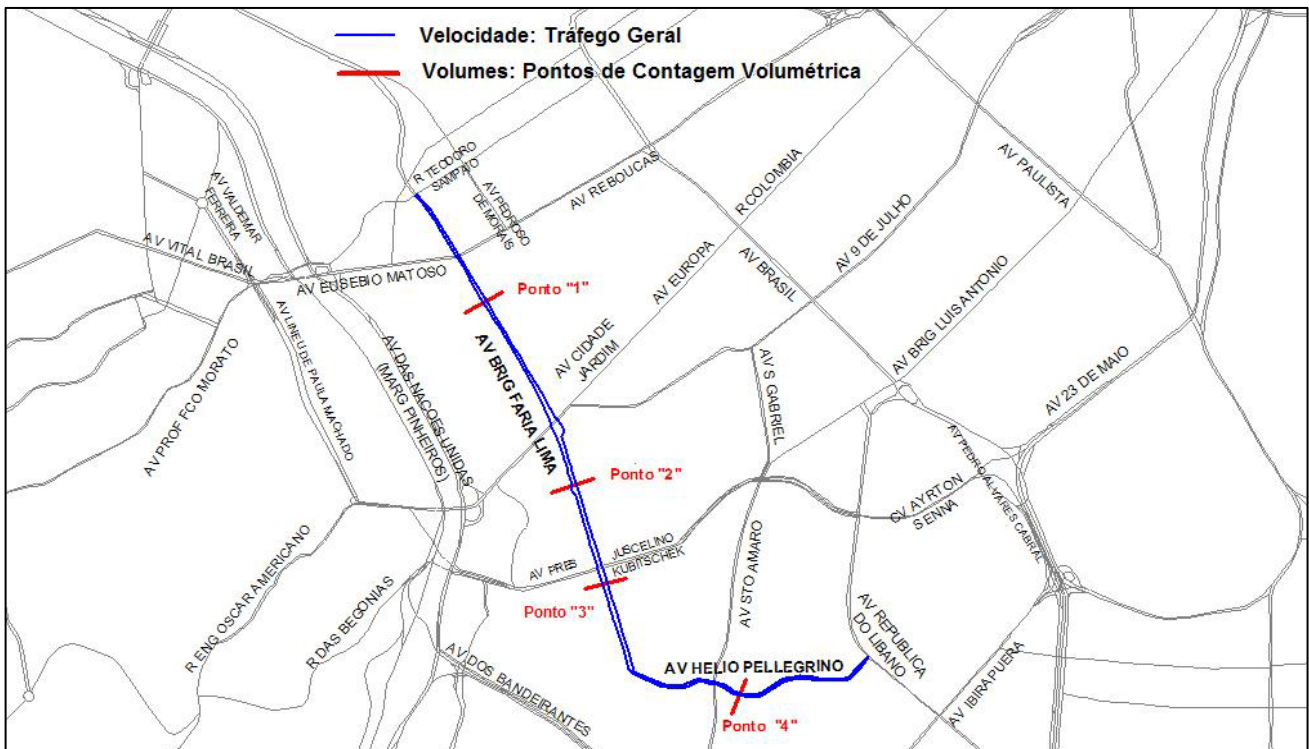 Velocidade: Tráfego Geral
Volumes: Pontos de Contagem Volumétrica
R TEODORO
SAMPAIO
AV PEDROSO
DE MORAIS
AV REBOUCAS
R COLOMBIA
AV PAULISTA
AV VALDEMAR
FERREIRA
AV VITAL BRASIL
AV EUSEBIO MATOSO
Ponto "1"
AV EUROPA
AV BRASIL
AV 9 DE JULHO
AV BRIG LUIS ANTONIO
AV LINEU DE PAULA MACHADO
AV DAS NACOES UNIDAS
(MARG PINHEIROS)
AV BRIG FARIA LIMA
AV CIDADE
JARDIM
AV PROF FCO MORATO
AV S GABRIEL
AV 23 DE MAIO
Ponto "2"
AV PEDRO ALVARES CABRAL
CV AYRTON
SENNA
AV PRES
JUSCELINO
KUBITSCHEK
Ponto "3"
AV STO AMARO
R ENG OSCAR AMERICANO
R DAS BEGONIAS
AV REPUBLICA
DO LIBANO
AV DOS BANDEIRANTES
AV HELIO PELLEGRINO
AV IBIRAPUERA
Ponto "4"